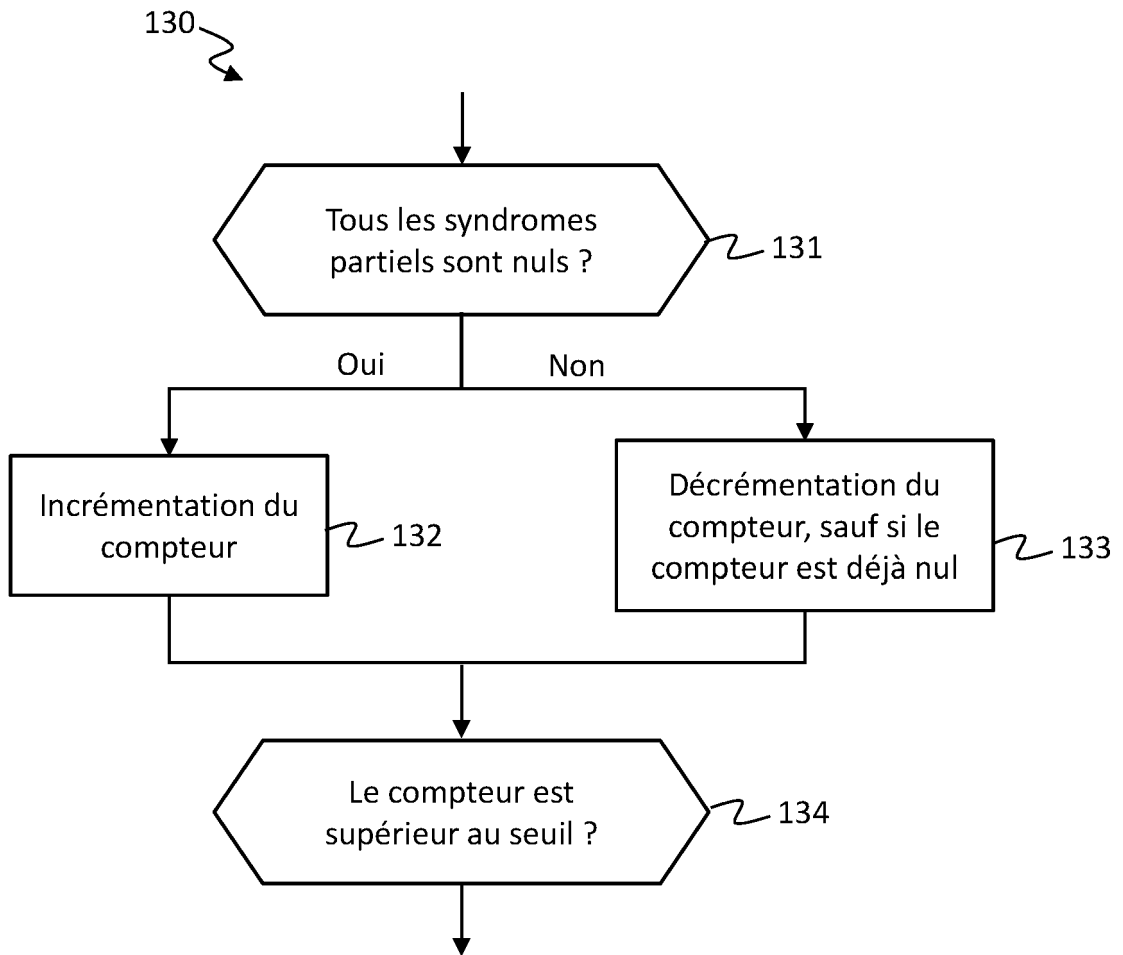 130
Tous les syndromes
partiels sont nuls ?
131
Oui
Non
Incrémentation du
compteur
132
Décrémentation du
compteur, sauf si le
compteur est déjà nul
133
Le compteur est
supérieur au seuil ?
134